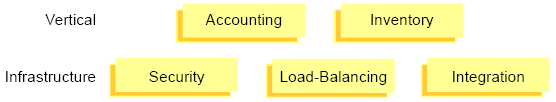 Vertical Accounting Inventory
Infrastructure Security Load-Balancing Integration